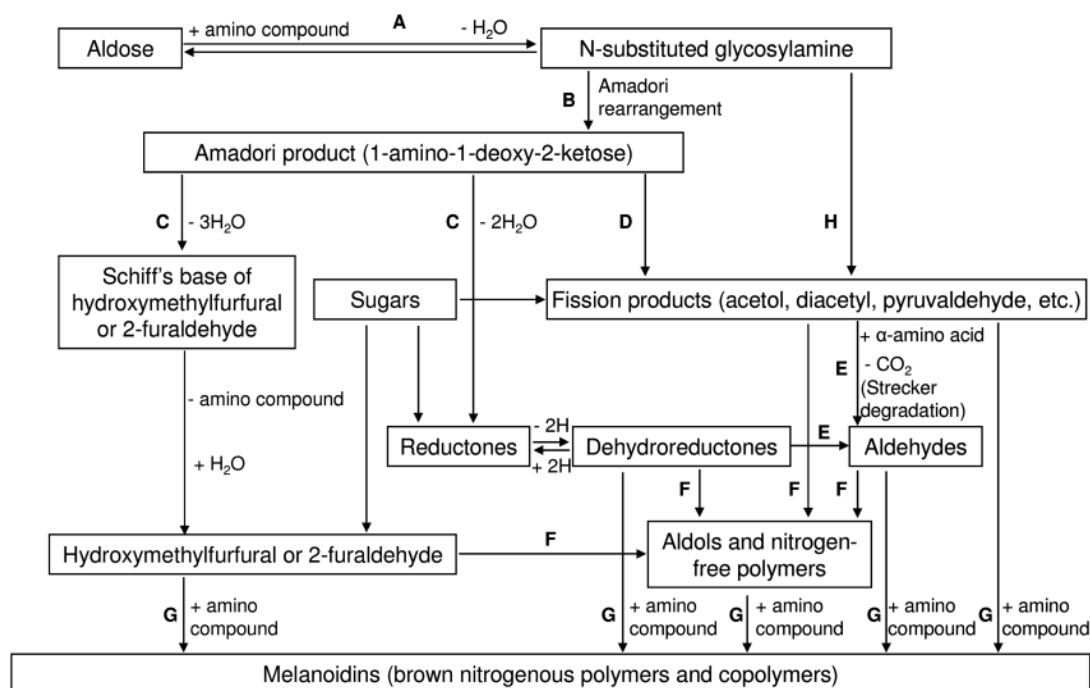 Aldose
+ amino compound
A
- H₂O
N-substituted glycosylamine
B
Amadori
rearrangement
Amadori product (1-amino-1-deoxy-2-ketose)
C
- 3H₂O
C
- 2H₂O
D
H
Schiff's base of
hydroxymethylfurfural
or 2-furaldehyde
Sugars
Fission products (acetol, diacetyl, pyruvaldehyde, etc.)
+ α-amino acid
E
- CO₂
(Strecker
degradation)
- amino compound
+ H₂O
Reductones
- 2H
+ 2H
Dehydroreductones
E
Aldehydes
F
F
F
Hydroxymethylfurfural or 2-furaldehyde
F
Aldols and nitrogen-
free polymers
G
+ amino
compound
G
+ amino
compound
G
+ amino
compound
G
+ amino
compound
G
+ amino
compound
Melanoidins (brown nitrogenous polymers and copolymers)